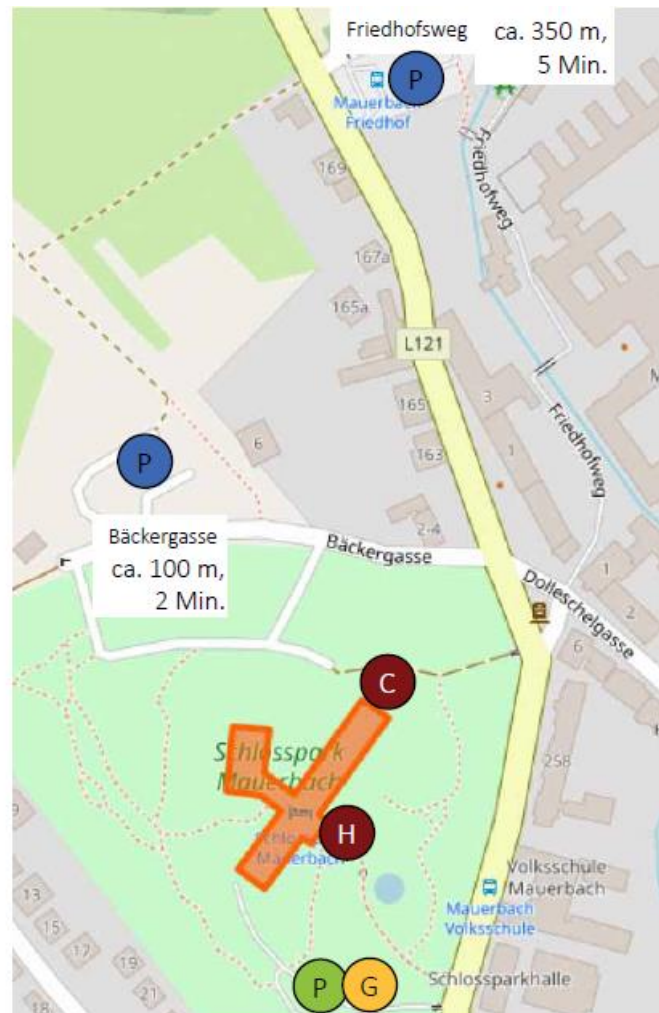 Friedhofsweg
ca. 350 m,
5 Min.
P
Mauerbach
Friedhof
Friedhofweg
169
167a
165a
L121
165
3
163
1
Friedhofweg
P
6
2-4
Bäckergasse
Bäckergasse
ca. 100 m,
2 Min.
Dolleschelgasse
1
2
6
C
Schlosspark
Mauerbach
258
H
Mauerbach
Volksschule
Mauerbach
Mauerbach
Volksschule
13
15
17
19
21
18
P
G
Schlossparkhalle